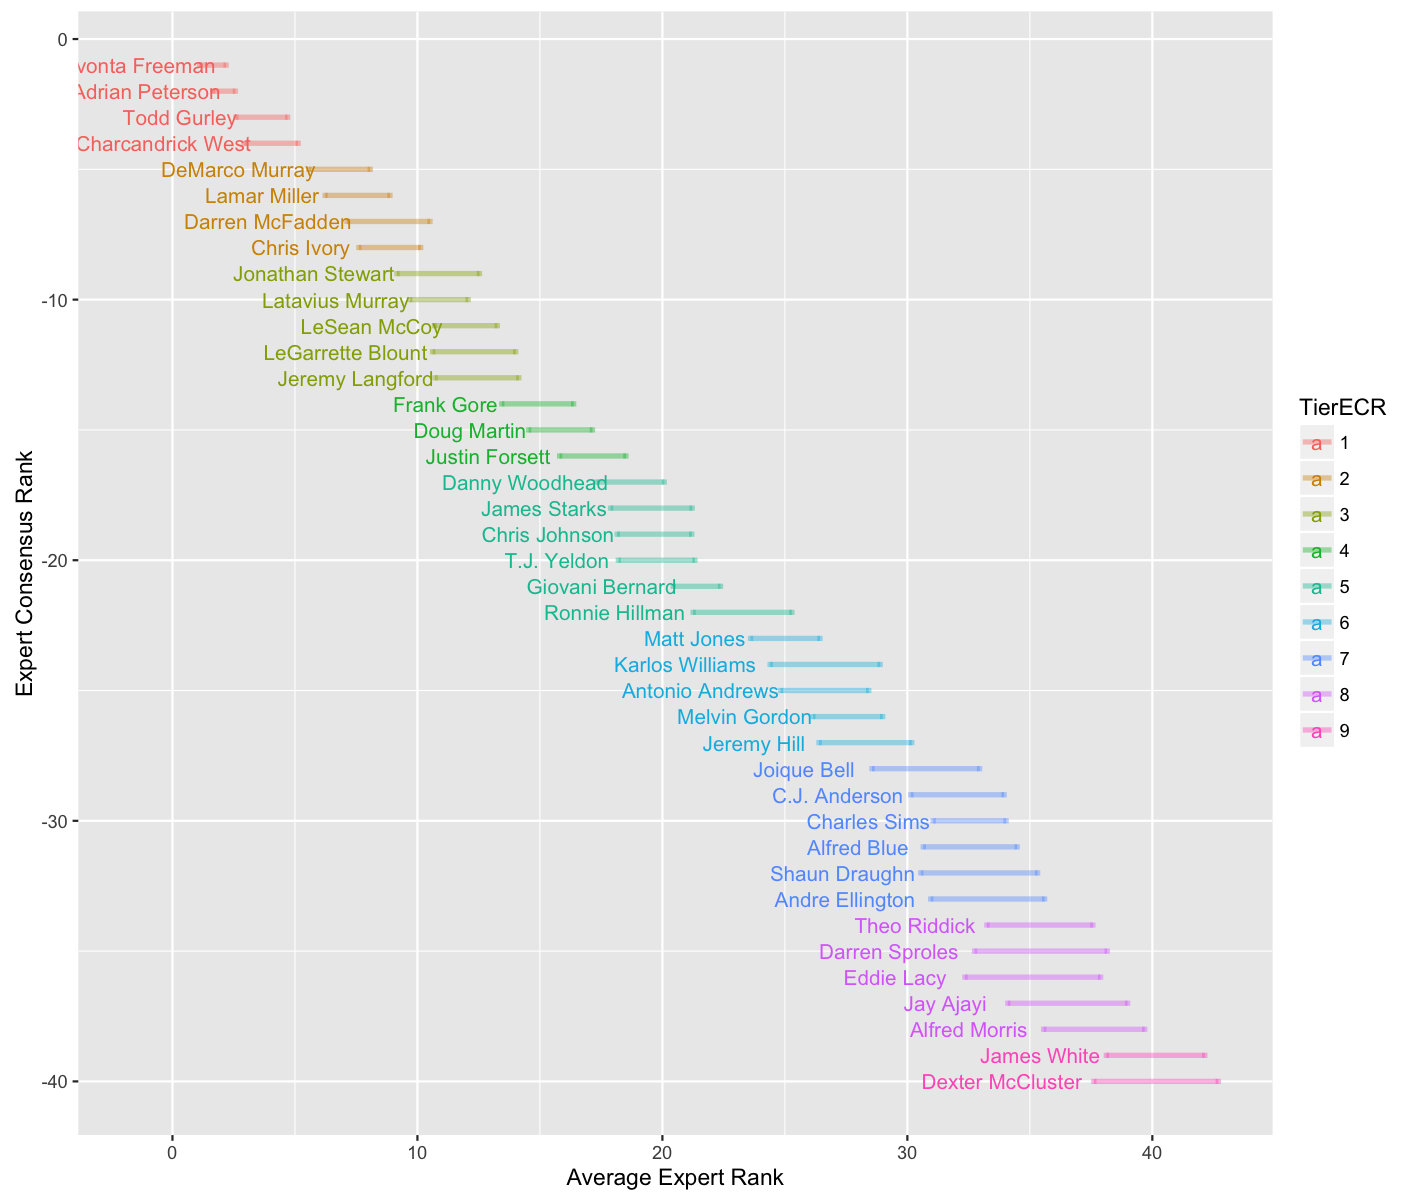 0
vonta Freeman
Adrian Peterson
Todd Gurley
Charcandrick West
DeMarco Murray
Lamar Miller
Darren McFadden
Chris Ivory
Jonathan Stewart
-10
Latavius Murray
LeSean McCoy
LeGarrette Blount
Jeremy Langford
Frank Gore
Doug Martin
Justin Forsett
Danny Woodhead
James Starks
Chris Johnson
-20
T.J. Yeldon
Giovani Bernard
Ronnie Hillman
Matt Jones
Karlos Williams
Antonio Andrews
Melvin Gordon
Jeremy Hill
Joique Bell
C.J. Anderson
-30
Charles Sims
Alfred Blue
Shaun Draughn
Andre Ellington
Theo Riddick
Darren Sproles
Eddie Lacy
Jay Ajayi
Alfred Morris
James White
-40
Dexter McCluster
0 10 20 30 40
Average Expert Rank
Expert Consensus Rank
TierECR
a 1
a 2
a 3
a 4
a 5
a 6
a 7
a 8
a 9